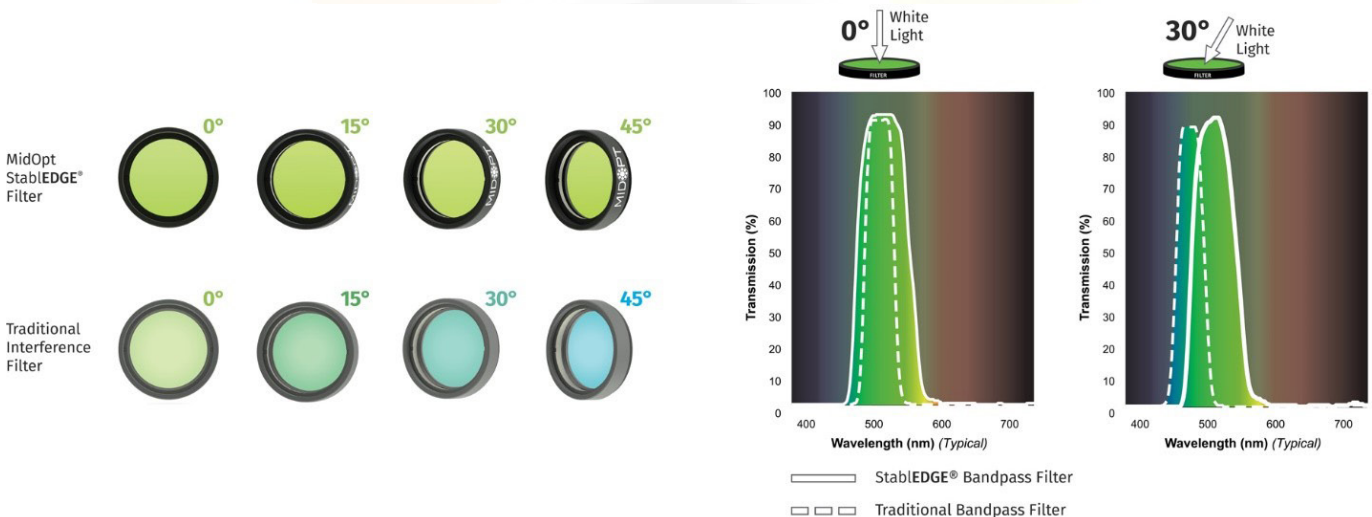 MidOpt
StablEDGE®
Filter
0°
15°
30°
45°
MIDOPT
MIDOPT
MIDOPT
Traditional
Interference
Filter
0°
15°
30°
45°
0°
White
Light
FILTER
100
90
80
70
60
50
40
30
20
10
0
Transmission (%)
400
500
600
700
Wavelength (nm) (Typical)
30°
White
Light
FILTER
100
90
80
70
60
50
40
30
20
10
0
Transmission (%)
400
500
600
700
Wavelength (nm) (Typical)
StablEDGE® Bandpass Filter
Traditional Bandpass Filter